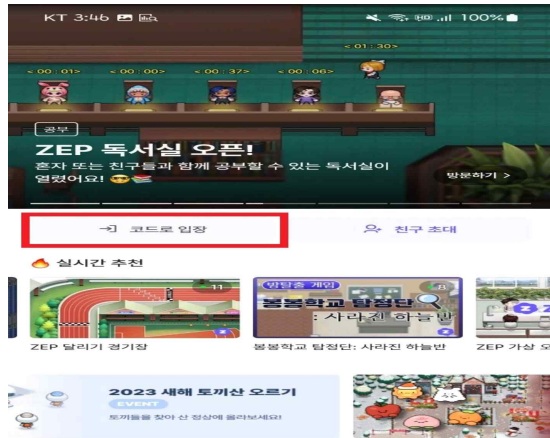 KT 3:46
100%
< 01 : 30>
< 00 : 01>
< 00 : 00>
< 00 : 37>
< 00 : 06>
공부
ZEP 독서실 오픈!
혼자 또는 친구들과 함께 공부할 수 있는 독서실이
열렸어요!
방문하기 >
코드로 입장
친구 초대
실시간 추천
11
방탈출 게임
8
봉봉학교 탐정단
: 사라진 하늘반
ZEP 달리기 경기장
봉봉학교 탐정단: 사라진 하늘반
ZEP 가상 오
2023 새해 토끼산 오르기
EVENT
토끼들을 찾아 산 정상에 올라보세요!